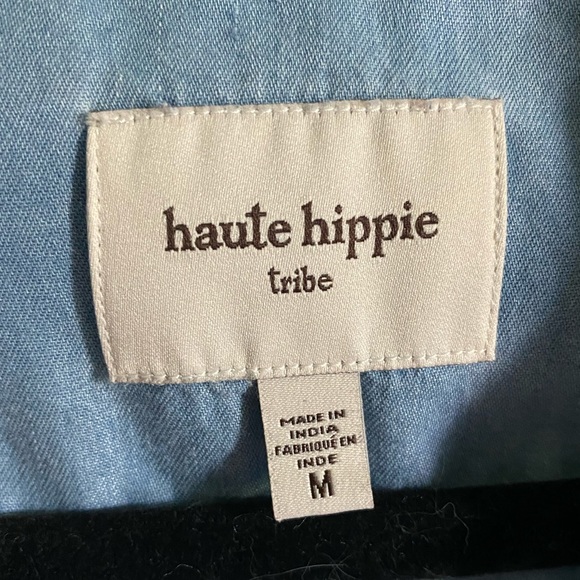 haute hippie
tribe
MADE IN
INDIA
FABRIQUÉ EN
INDE
M